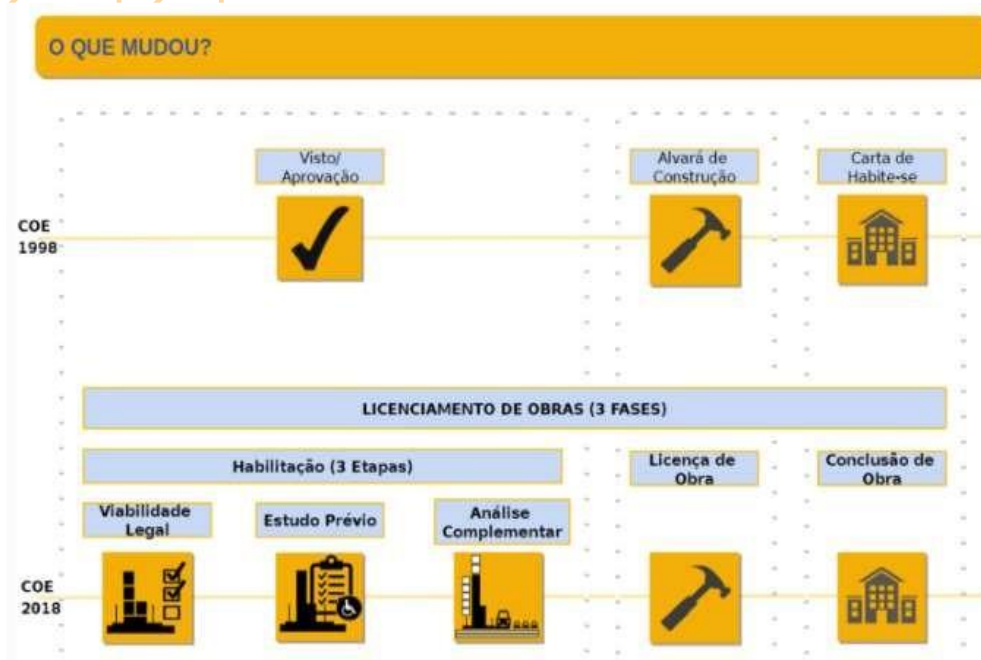 O QUE MUDOU?
Visto/
Aprovação
Alvará de
Construção
Carta de
Habite-se
COE
1998
LICENCIAMENTO DE OBRAS (3 FASES)
Habilitação (3 Etapas)
Licença de
Obra
Conclusão de
Obra
Viabilidade
Legal
Estudo Prévio
Análise
Complementar
COE
2018